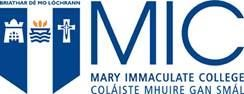 BRIATHAR DÉ MO LÓCHRANN
MIC
MARY IMMACULATE COLLEGE
COLÁISTE MHUIRE GAN SMÁL